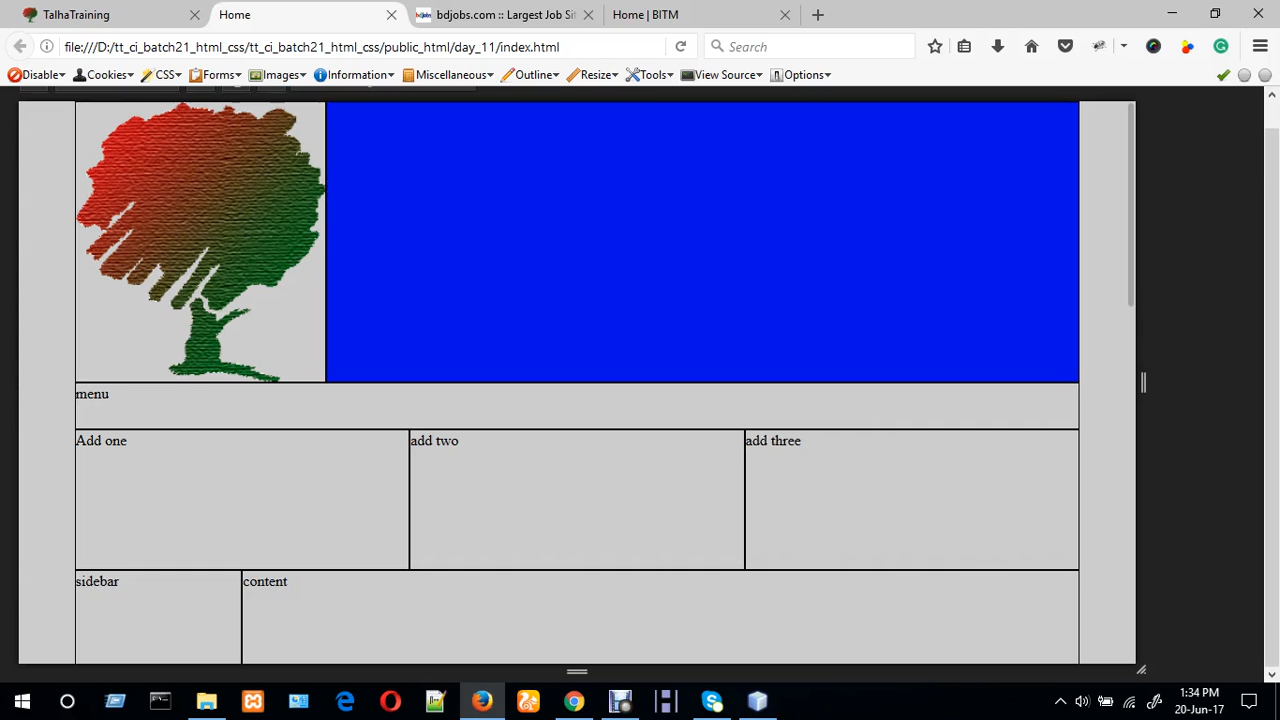 TalhaTraining
Home
bdjobs.com :: Largest Job Si
Home | BITM
file:///D:/tt_ci_batch21_html_css/tt_ci_batch21_html_css/public_html/day_11/index.html
Search
Disable
Cookies
CSS
Forms
Images
Information
Miscellaneous
Outline
Resize
Tools
View Source
Options
menu
Add one
add two
add three
sidebar
content
1:34 PM
20-Jun-17